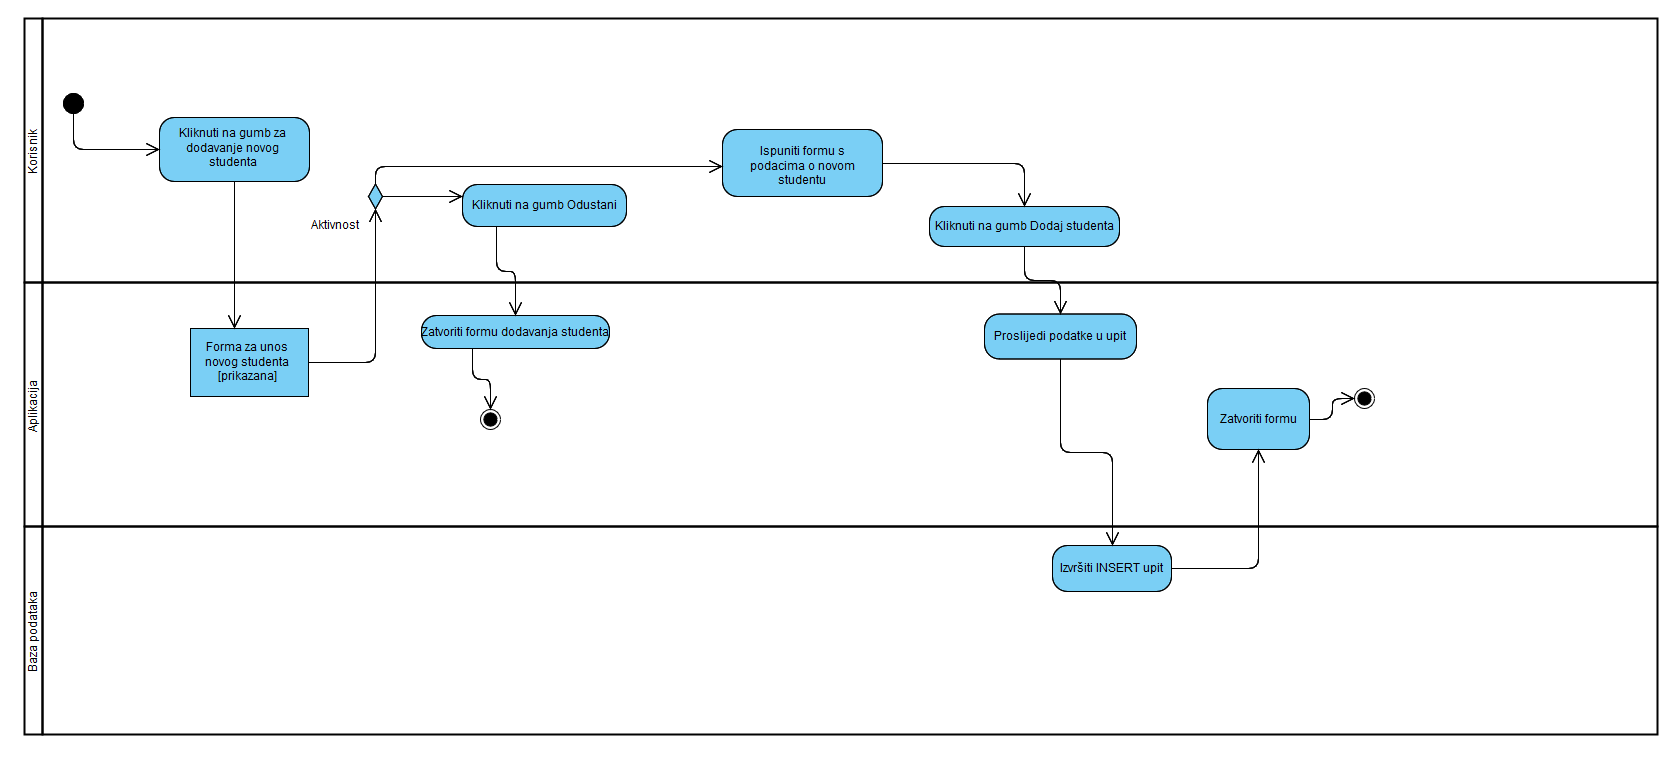 Korisnik
Kliknuti na gumb za
dodavanje novog
studenta
Aktivnost
Kliknuti na gumb Odustani
Ispuniti formu s
podacima o novom
studentu
Kliknuti na gumb Dodaj studenta
Aplikacija
Forma za unos
novog studenta
[prikazana]
Zatvoriti formu dodavanja studenta
Proslijedi podatke u upit
Zatvoriti formu
Baza podataka
Izvršiti INSERT upit